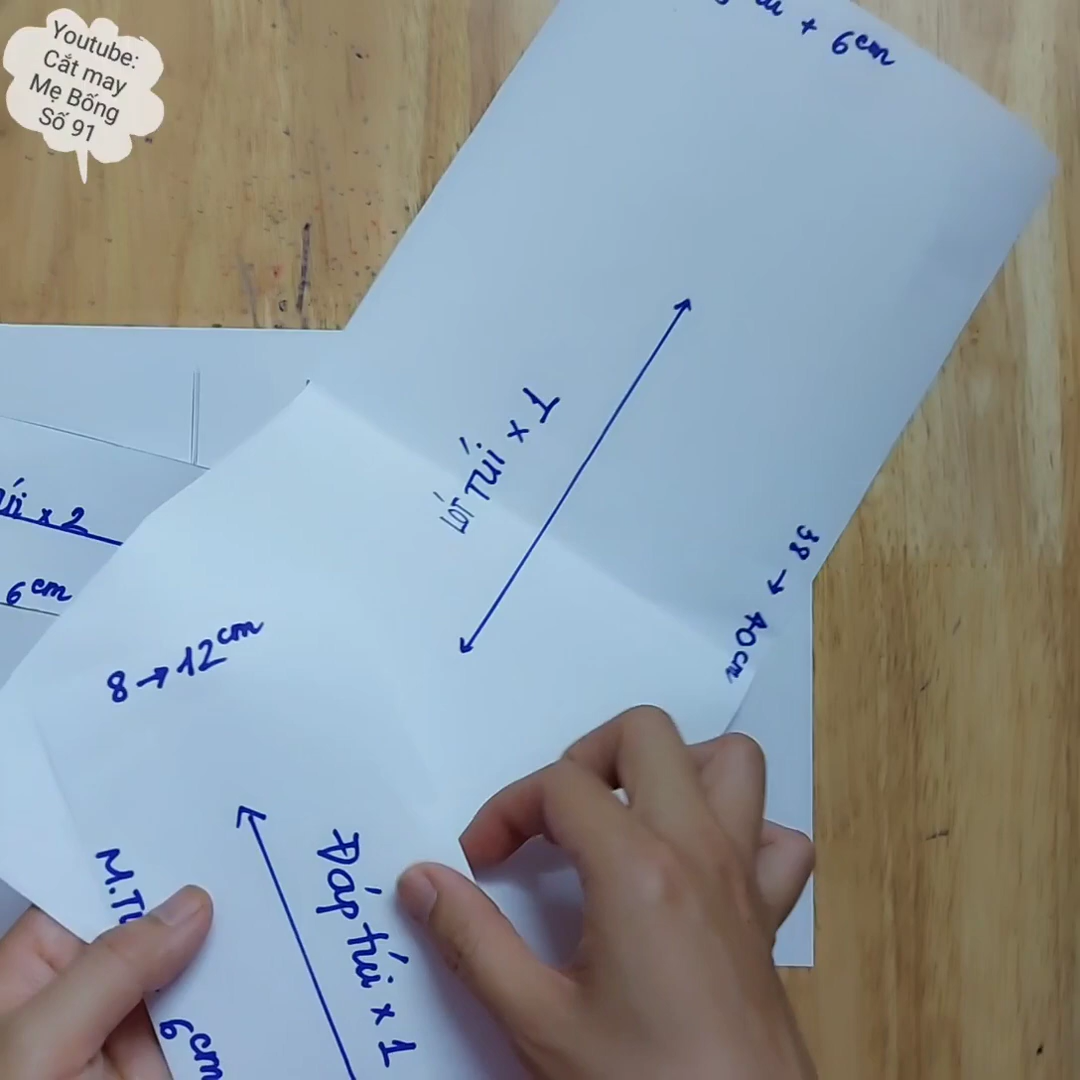 Youtube:
Cắt may
Mẹ Bống
Số 91
+ 6cm
LÓT TÚI x 1
38 → 40cm
x 2
6cm
8 → 12cm
Đáp túi x 1
6cm